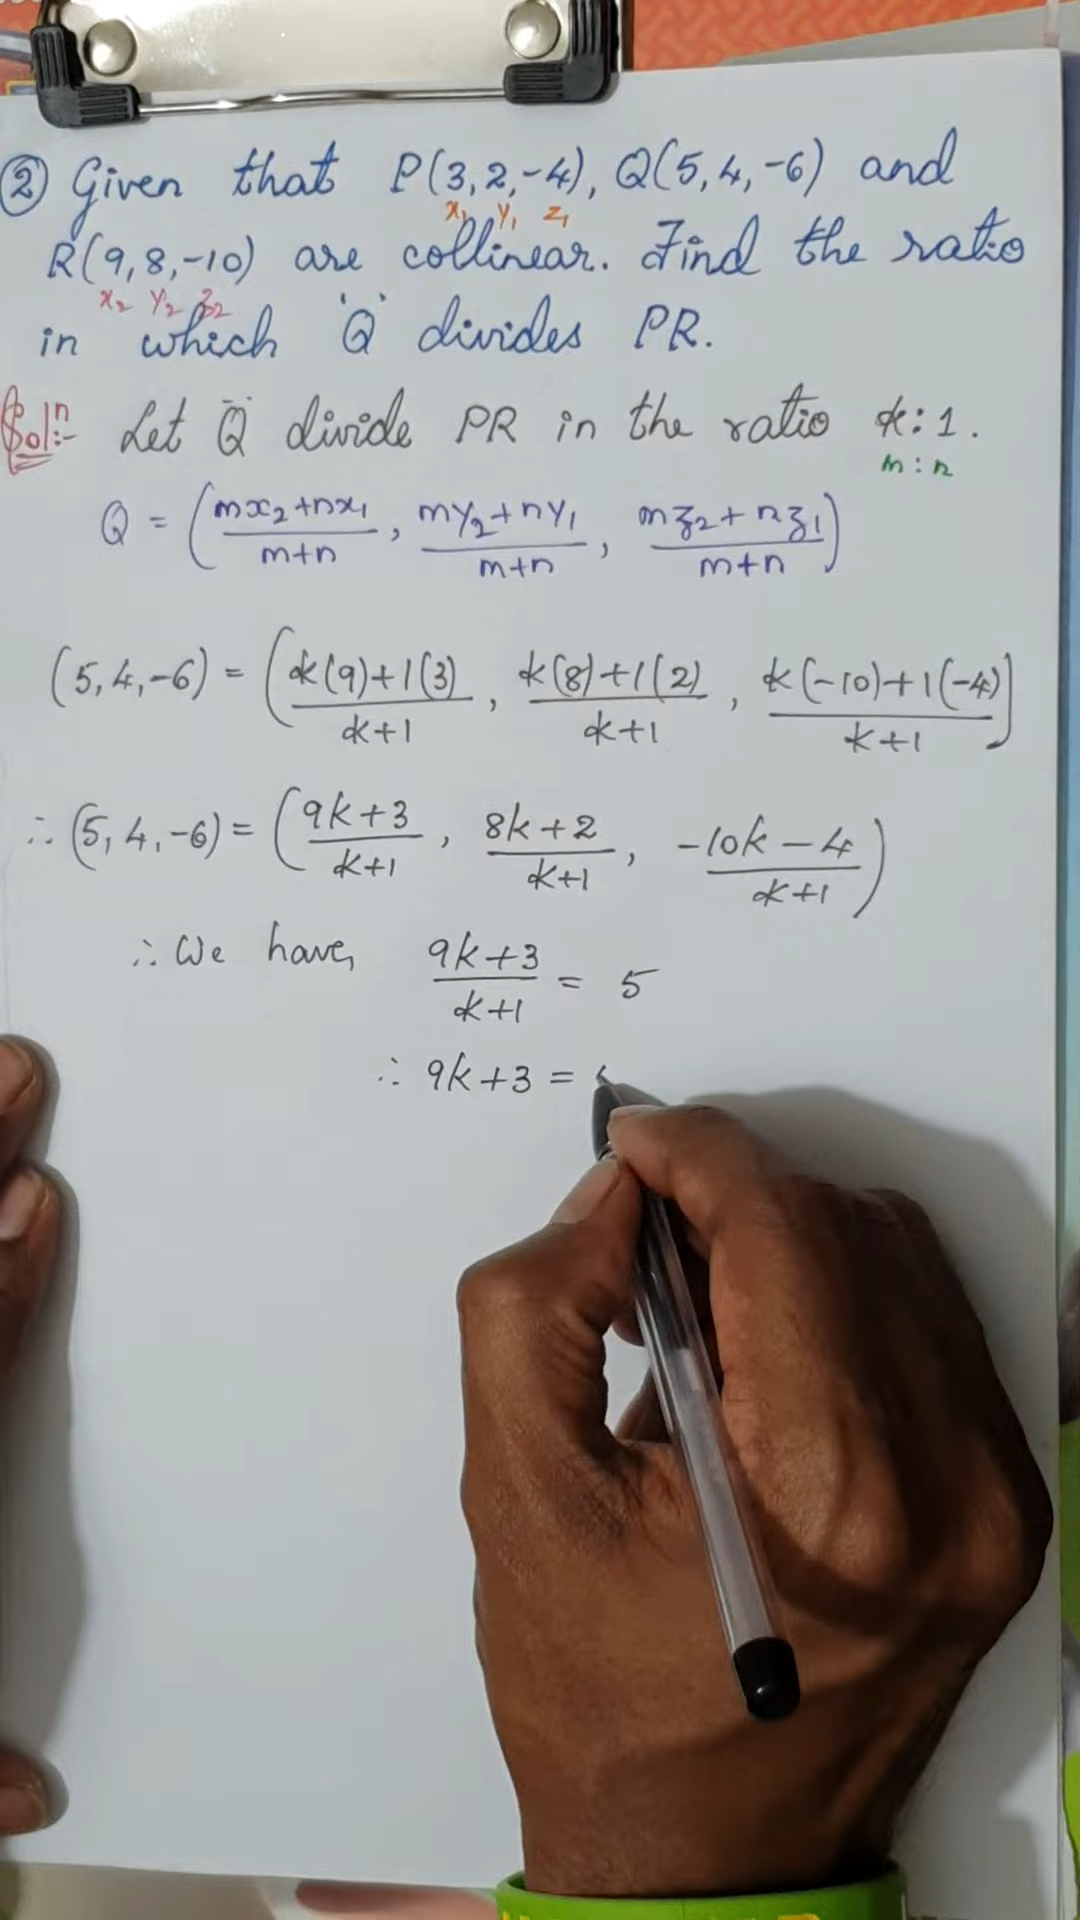 ② Given that P(3,2,-4), Q(5,4,-6) and
x₁ y₁ z₁
R(9,8,-10) are collinear. Find the ratio
x₂ y₂ z₂
in which 'Q' divides PR.
Solⁿ:- Let Q divide PR in the ratio k:1.
m:n
Q = ((mx₂+nx₁)/(m+n), (my₂+ny₁)/(m+n), (mz₂+nz₁)/(m+n))
(5,4,-6) = ((k(9)+1(3))/(k+1), (k(8)+1(2))/(k+1), (k(-10)+1(-4))/(k+1))
∴ (5,4,-6) = ((9k+3)/(k+1), (8k+2)/(k+1), (-10k-4)/(k+1))
∴ We have, (9k+3)/(k+1) = 5
∴ 9k+3 =